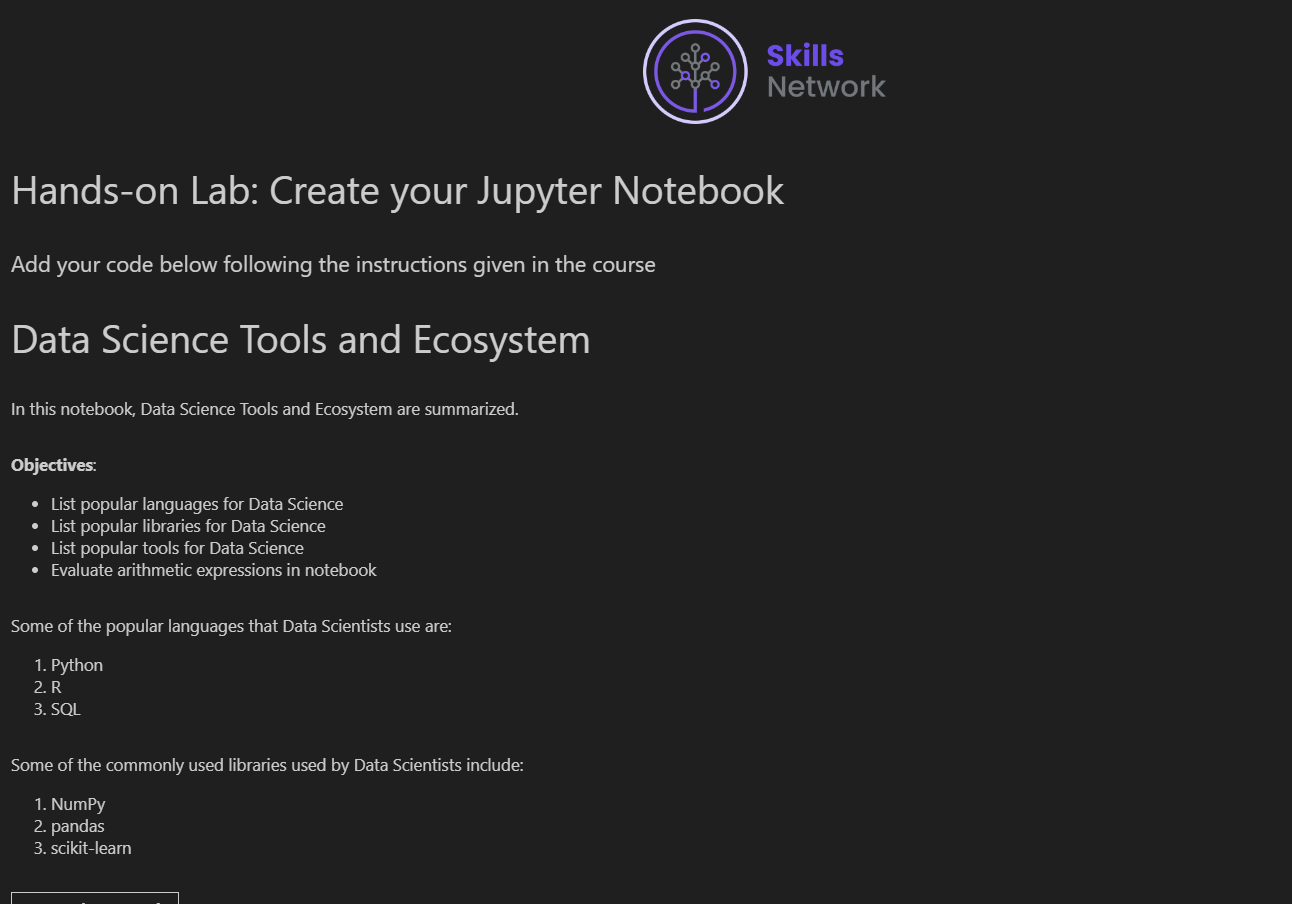 Skills
Network
Hands-on Lab: Create your Jupyter Notebook
Add your code below following the instructions given in the course
Data Science Tools and Ecosystem
In this notebook, Data Science Tools and Ecosystem are summarized.
Objectives:
• List popular languages for Data Science
• List popular libraries for Data Science
• List popular tools for Data Science
• Evaluate arithmetic expressions in notebook
Some of the popular languages that Data Scientists use are:
1. Python
2. R
3. SQL
Some of the commonly used libraries used by Data Scientists include:
1. NumPy
2. pandas
3. scikit-learn